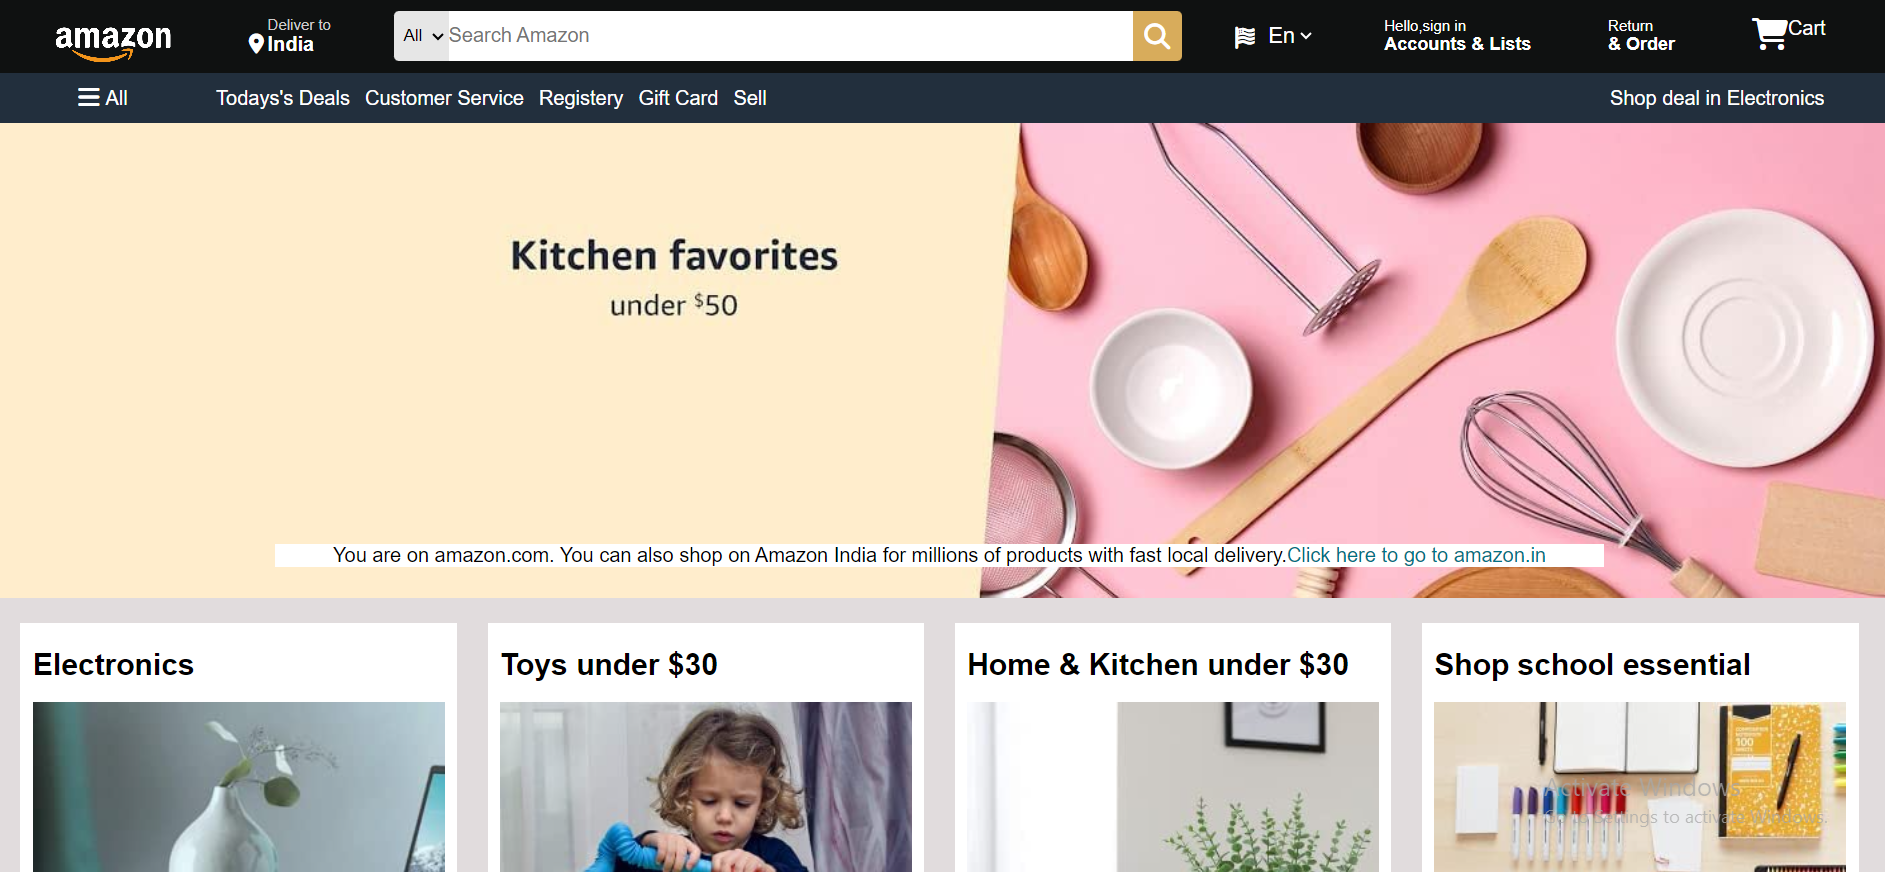 amazon
Deliver to
India
All
Search Amazon
En
Hello,sign in
Accounts & Lists
Return
& Order
Cart
All
Todays's Deals
Customer Service
Registery
Gift Card
Sell
Shop deal in Electronics
Kitchen favorites
under $50
You are on amazon.com. You can also shop on Amazon India for millions of products with fast local delivery.Click here to go to amazon.in
Electronics
Toys under $30
Home & Kitchen under $30
Shop school essential
100
Activate Windows
Go to Settings to activate Windows.